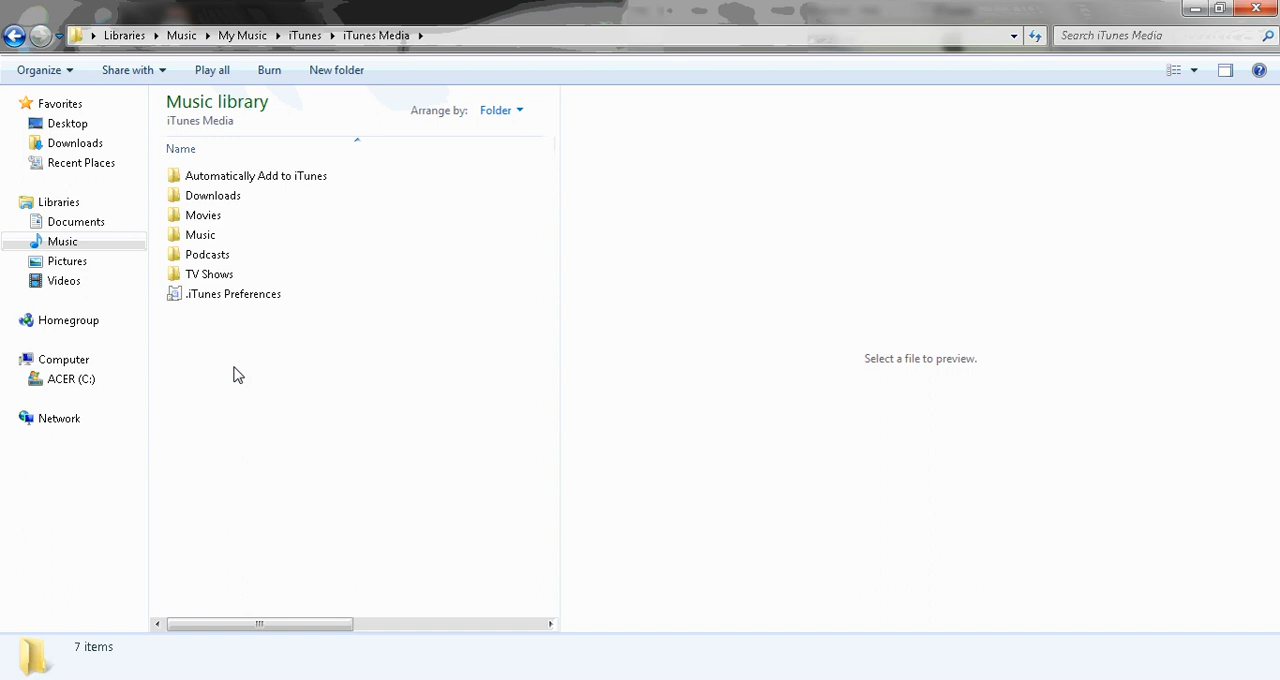 Libraries Music My Music iTunes iTunes Media
Search iTunes Media
Organize Share with Play all Burn New folder
Favorites
Desktop
Downloads
Recent Places
Libraries
Documents
Music
Pictures
Videos
Homegroup
Computer
ACER (C:)
Network
Music library
iTunes Media
Arrange by: Folder
Name
Automatically Add to iTunes
Downloads
Movies
Music
Podcasts
TV Shows
.iTunes Preferences
Select a file to preview.
7 items